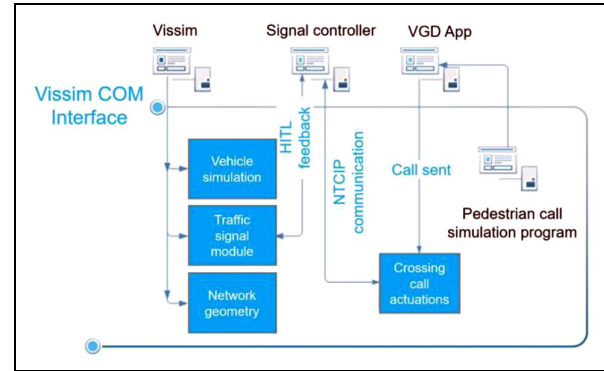 Vissim
Signal controller
VGD App
Vissim COM
Interface
HITL
feedback
NTCIP
communication
Vehicle
simulation
Call sent
Traffic
signal
module
Pedestrian call
simulation program
Crossing
call
actuations
Network
geometry